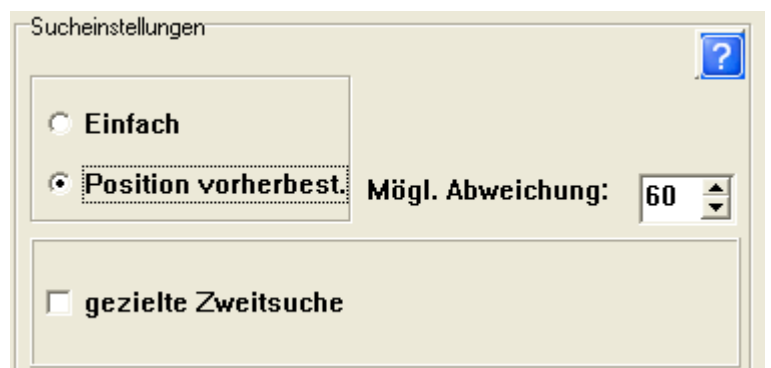 Sucheinstellungen
?
Einfach
Position vorherbest.
Mögl. Abweichung:
60
gezielte Zweitsuche